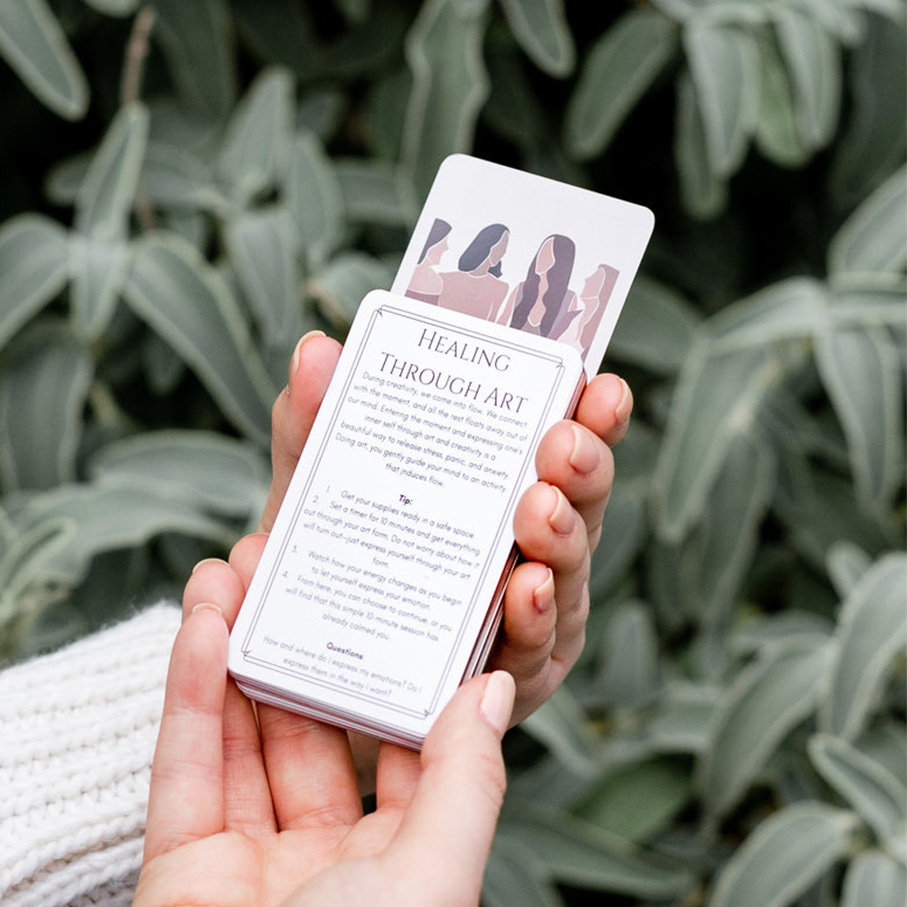 Healing
Through Art
During creativity, we come into flow. We connect
with the moment, and all the rest floats away out of
our mind. Entering the moment and expressing one's
inner self through art and creativity is a
beautiful way to release stress, panic, and anxiety.
Doing art, you gently guide your mind to an activity
that induces flow.
Tip:
1. Get your supplies ready in a safe space.
2. Set a timer for 10 minutes and get everything
out through your art form. Do not worry about how it
will turn out—just express yourself through your art
form.
3. Watch how your energy changes as you begin
to let yourself express your emotion.
4. From here, you can choose to continue, or you
will find that this simple 10-minute session has
already calmed you.
Questions:
How and where do I express my emotions? Do I
express them in the way I want?